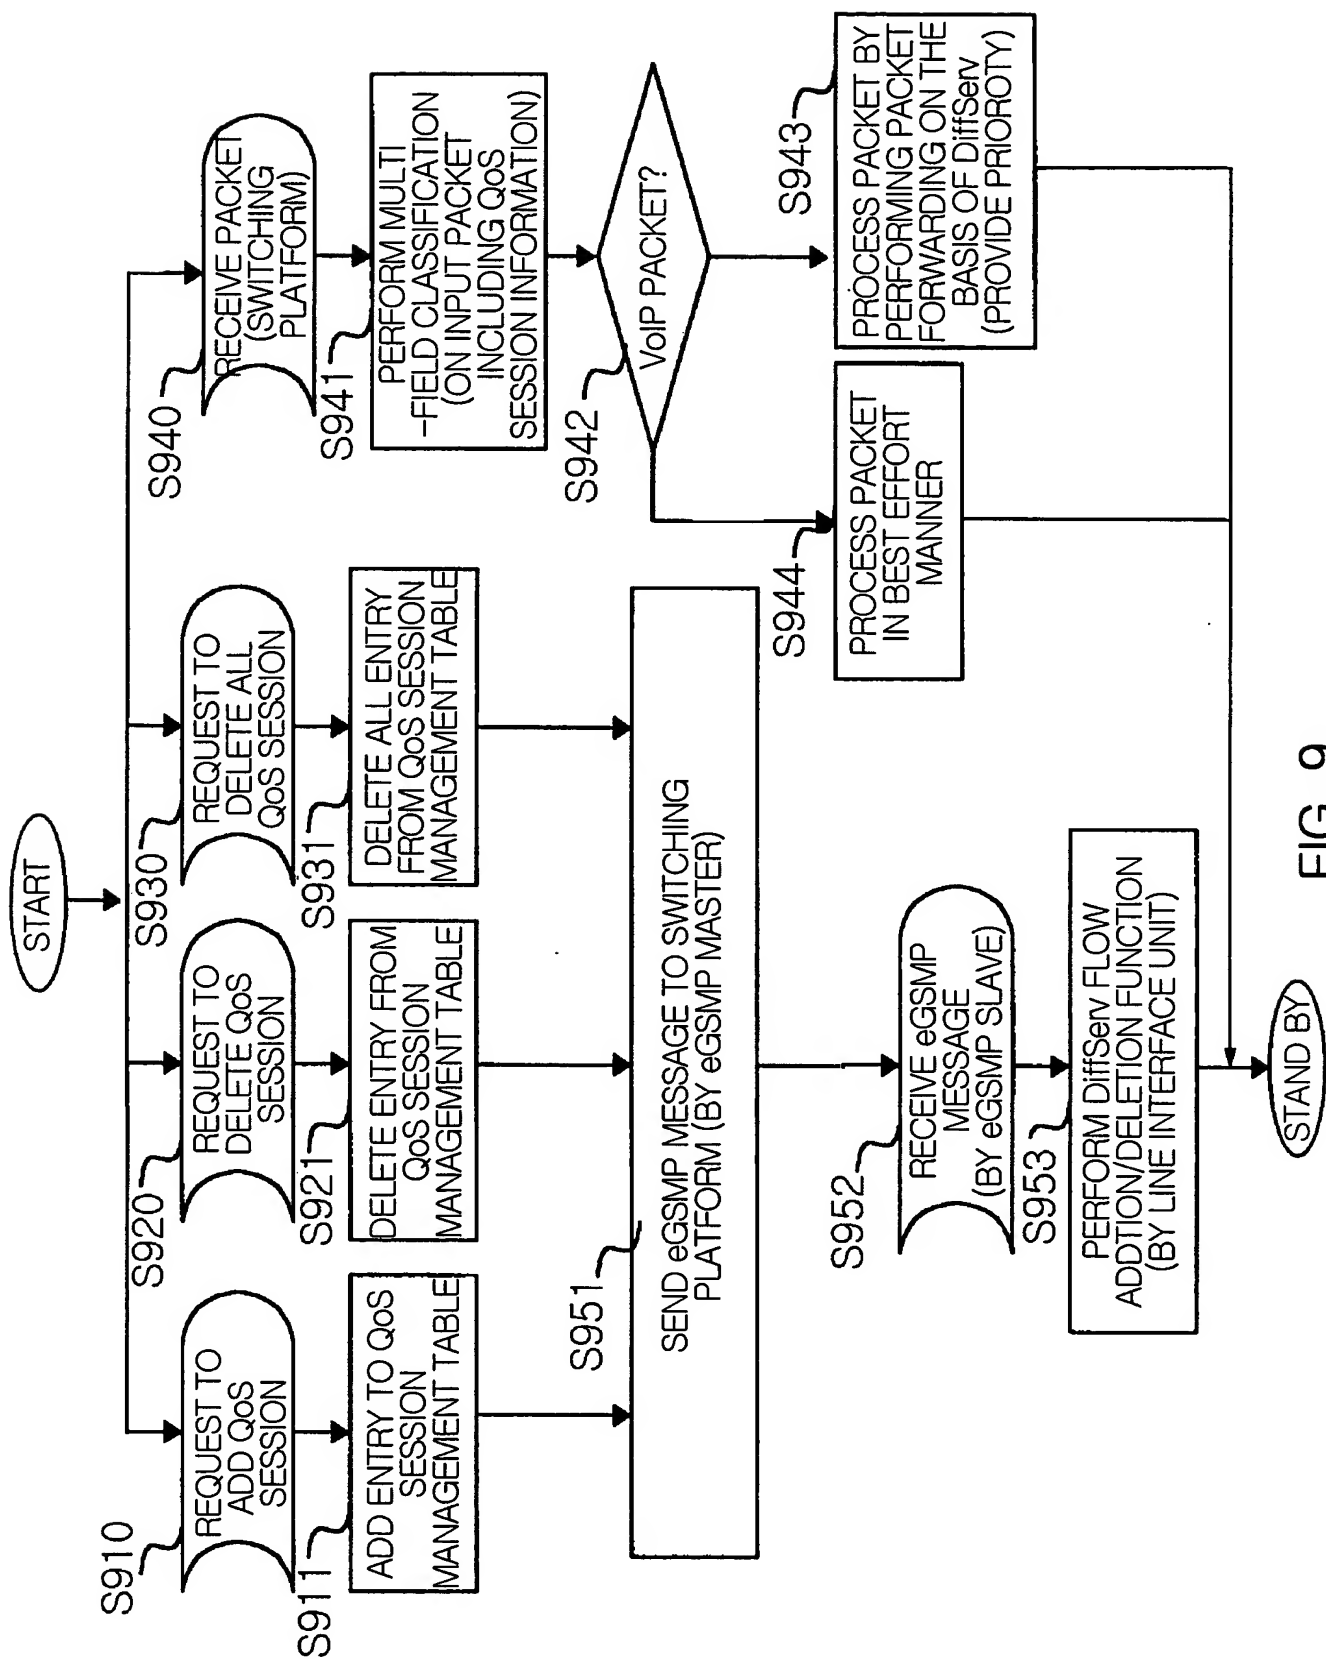 START
S910
REQUEST TO
ADD QoS
SESSION
S911
ADD ENTRY TO QoS
SESSION
MANAGEMENT TABLE
S920
REQUEST TO
DELETE QoS
SESSION
S921
DELETE ENTRY FROM
QoS SESSION
MANAGEMENT TABLE
S930
REQUEST TO
DELETE ALL
QoS SESSION
S931
DELETE ALL ENTRY
FROM QoS SESSION
MANAGEMENT TABLE
S940
RECEIVE PACKET
(SWITCHING
PLATFORM)
S941
PERFORM MULTI
-FIELD CLASSIFICATION
(ON INPUT PACKET
INCLUDING QoS
SESSION INFORMATION)
S942
VoIP PACKET?
S943
PROCESS PACKET BY
PERFORMING PACKET
FORWARDING ON THE
BASIS OF DiffServ
(PROVIDE PRIOROTY)
S944
PROCESS PACKET
IN BEST EFFORT
MANNER
S951
SEND eGSMP MESSAGE TO SWITCHING
PLATFORM (BY eGSMP MASTER)
S952
RECEIVE eGSMP
MESSAGE
(BY eGSMP SLAVE)
S953
PERFORM DiffServ FLOW
ADDTION/DELETION FUNCTION
(BY LINE INTERFACE UNIT)
STAND BY
FIG. 9